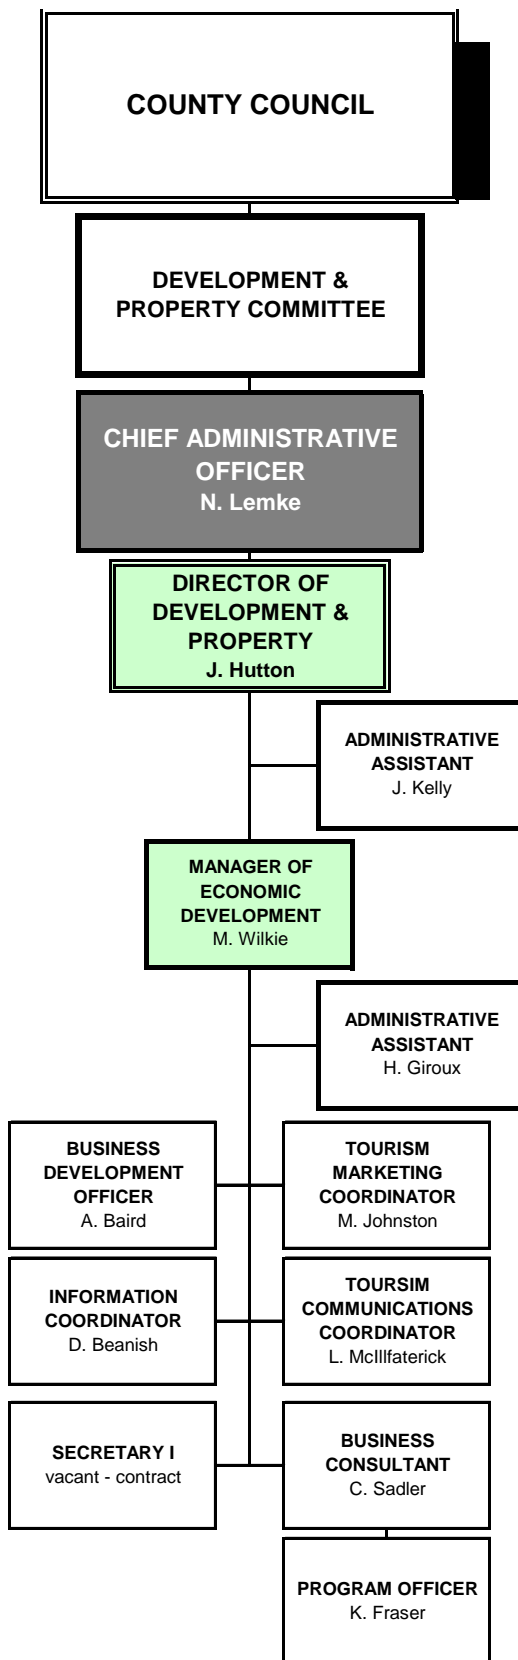 COUNTY COUNCIL
DEVELOPMENT &
PROPERTY COMMITTEE
CHIEF ADMINISTRATIVE
OFFICER
N. Lemke
DIRECTOR OF
DEVELOPMENT &
PROPERTY
J. Hutton
ADMINISTRATIVE
ASSISTANT
J. Kelly
MANAGER OF
ECONOMIC
DEVELOPMENT
M. Wilkie
ADMINISTRATIVE
ASSISTANT
H. Giroux
BUSINESS
DEVELOPMENT
OFFICER
A. Baird
TOURISM
MARKETING
COORDINATOR
M. Johnston
INFORMATION
COORDINATOR
D. Beanish
TOURSIM
COMMUNICATIONS
COORDINATOR
L. McIllfaterick
SECRETARY I
vacant - contract
BUSINESS
CONSULTANT
C. Sadler
PROGRAM OFFICER
K. Fraser